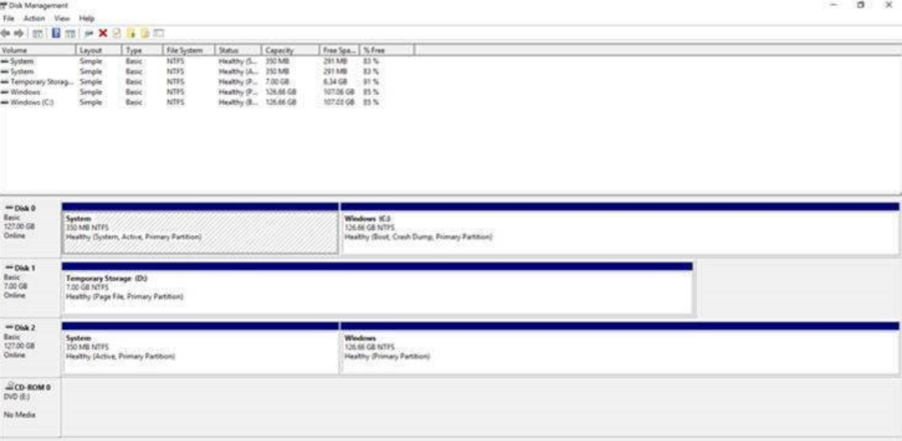 Disk Management
File Action View Help
Volume Layout Type File System Status Capacity Free Spa... % Free
System Simple Basic NTFS Healthy (S... 350 MB 291 MB 83 %
System Simple Basic NTFS Healthy (A... 350 MB 291 MB 83 %
Temporary Storag... Simple Basic NTFS Healthy (P... 7.00 GB 6.34 GB 91 %
Windows Simple Basic NTFS Healthy (P... 126.66 GB 107.06 GB 85 %
Windows (C:) Simple Basic NTFS Healthy (B... 126.66 GB 107.03 GB 85 %
Disk 0
Basic
127.00 GB
Online
System
350 MB NTFS
Healthy (System, Active, Primary Partition)
Windows (C:)
126.66 GB NTFS
Healthy (Boot, Crash Dump, Primary Partition)
Disk 1
Basic
7.00 GB
Online
Temporary Storage (D:)
7.00 GB NTFS
Healthy (Page File, Primary Partition)
Disk 2
Basic
127.00 GB
Online
System
350 MB NTFS
Healthy (Active, Primary Partition)
Windows
126.66 GB NTFS
Healthy (Primary Partition)
CD-ROM 0
DVD (E:)
No Media